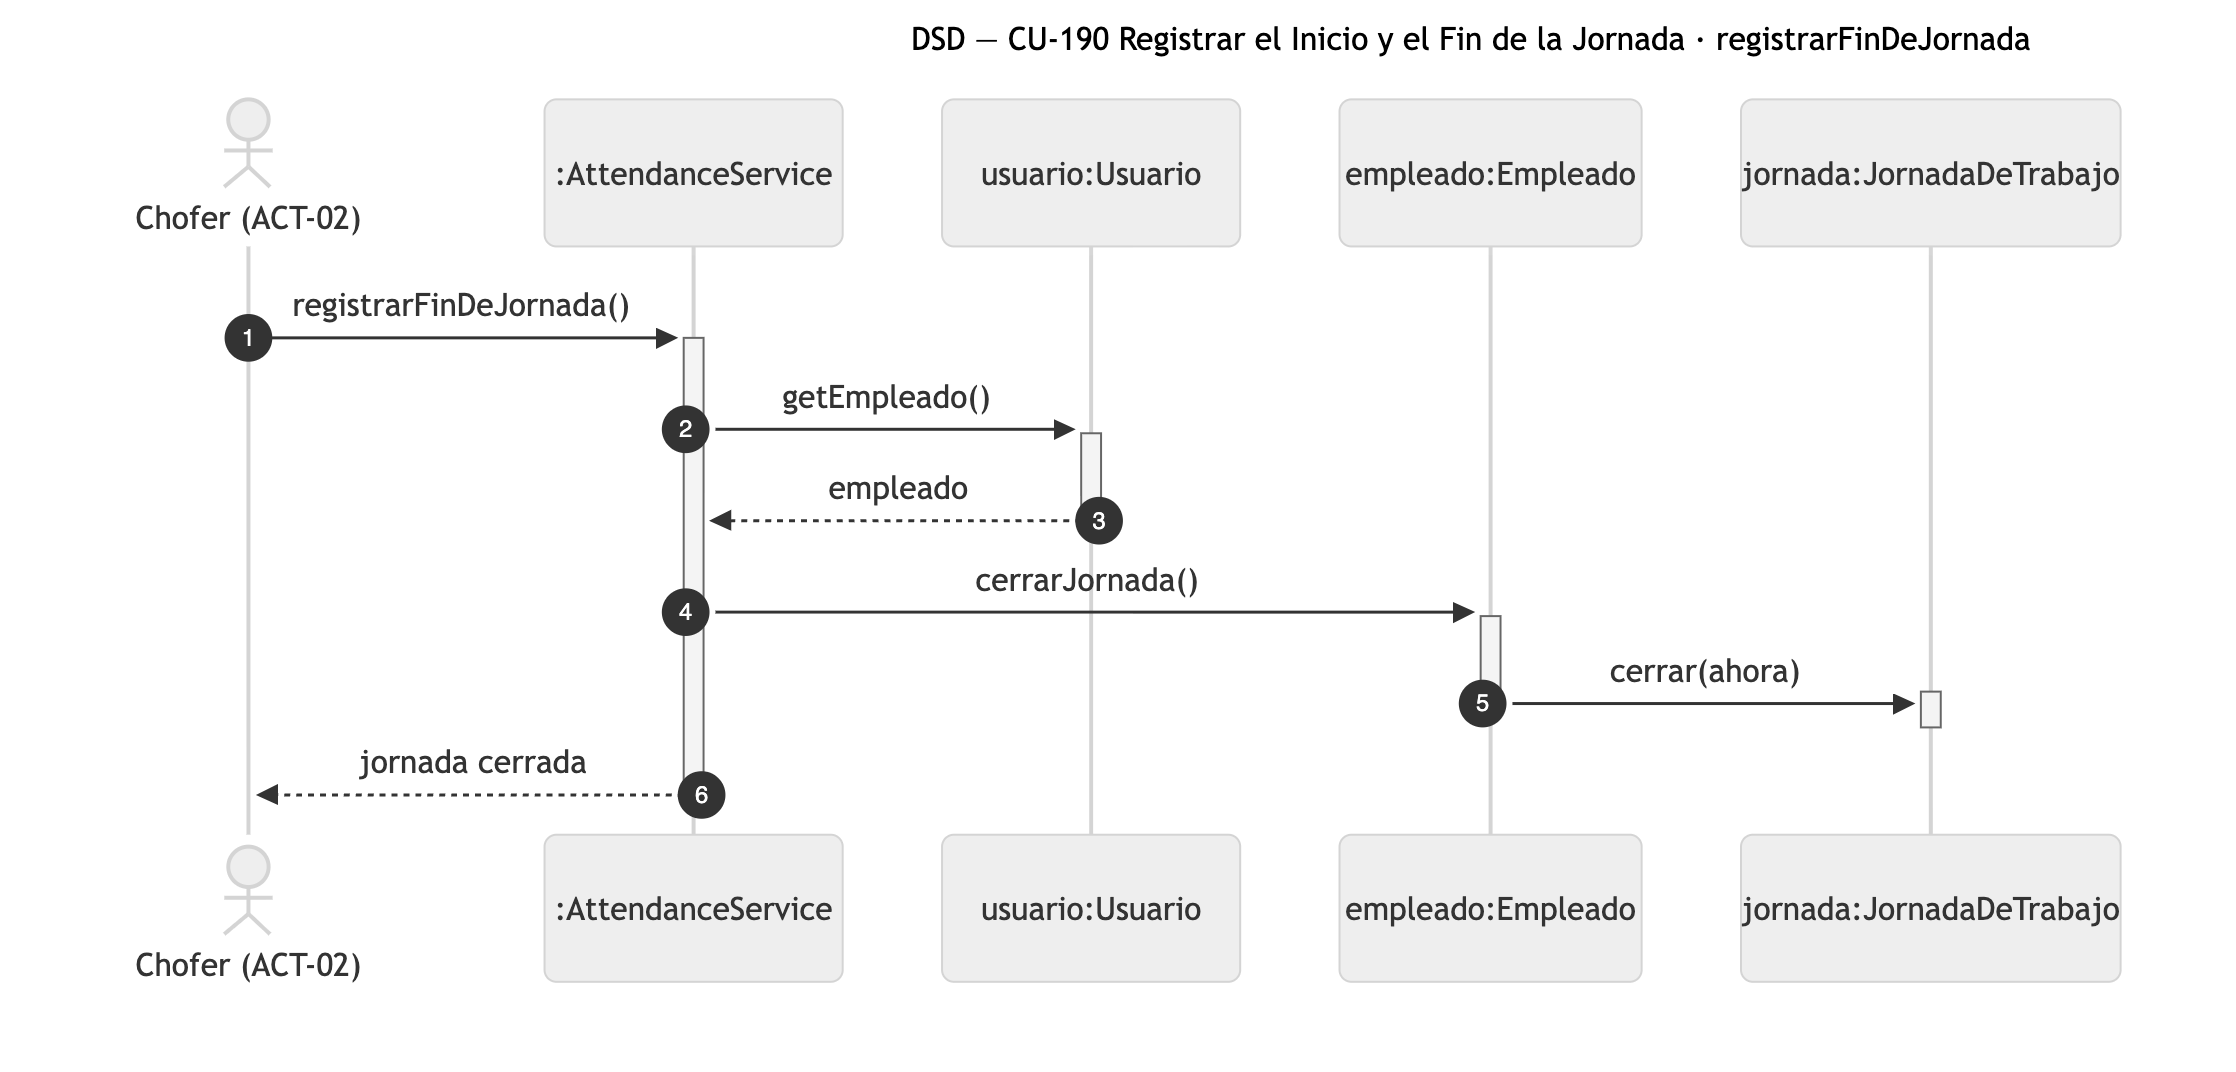 DSD — CU-190 Registrar el Inicio y el Fin de la Jornada · registrarFinDeJornada
Chofer (ACT-02)
:AttendanceService
usuario:Usuario
empleado:Empleado
jornada:JornadaDeTrabajo
registrarFinDeJornada()
1
getEmpleado()
2
empleado
3
cerrarJornada()
4
cerrar(ahora)
5
jornada cerrada
6
Chofer (ACT-02)
:AttendanceService
usuario:Usuario
empleado:Empleado
jornada:JornadaDeTrabajo